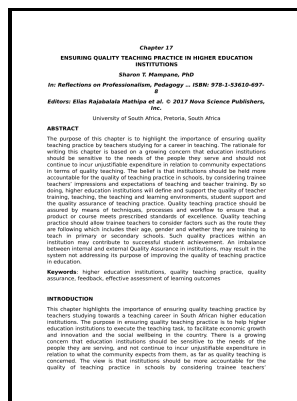 Chapter 17
ENSURING QUALITY TEACHING PRACTICE IN HIGHER EDUCATION
INSTITUTIONS
Sharon T. Mampane, PhD
In: Reflections on Professionalism, Pedagogy … ISBN: 978-1-53610-697-
8
Editors: Elias Rajabalala Mathipa et al. © 2017 Nova Science Publishers,
Inc.
University of South Africa, Pretoria, South Africa
ABSTRACT
The purpose of this chapter is to highlight the importance of ensuring quality
teaching practice by teachers studying for a career in teaching. The rationale for
writing this chapter is based on a growing concern that education institutions
should be sensitive to the needs of the people they serve and should not
continue to incur unjustifiable expenditure in relation to community expectations
in terms of quality teaching. The belief is that institutions should be held more
accountable for the quality of teaching practice in schools, by considering trainee
teachers' impressions and expectations of teaching and teacher training. By so
doing, higher education institutions will define and support the quality of teacher
training, teaching, the teaching and learning environments, student support and
the quality assurance of teaching practice. Quality teaching practice should be
assured by means of techniques, processes and workflow to ensure that a
product or course meets prescribed standards of excellence. Quality teaching
practice should allow trainee teachers to consider factors such as the route they
are following which includes their age, gender and whether they are training to
teach in primary or secondary schools. Such quality practices within an
institution may contribute to successful student achievement. An imbalance
between internal and external Quality Assurance in institutions, may result in the
system not addressing its purpose of improving the quality of teaching practice
in education.
Keywords: higher education institutions, quality teaching practice, quality
assurance, feedback, effective assessment of learning outcomes
INTRODUCTION
This chapter highlights the importance of ensuring quality teaching practice by
teachers studying towards a teaching career in South African higher education
institutions. The purpose in ensuring quality teaching practice is to help higher
education institutions to execute the teaching task, to facilitate economic growth
and innovation and the social wellbeing in the country. There is a growing
concern that education institutions should be sensitive to the needs of the
people they are serving, and not continue to incur unjustifiable expenditure in
relation to what the community expects from them, as far as quality teaching is
concerned. The view is that institutions should be more accountable for the
quality of teaching practice in schools by considering trainee teachers'